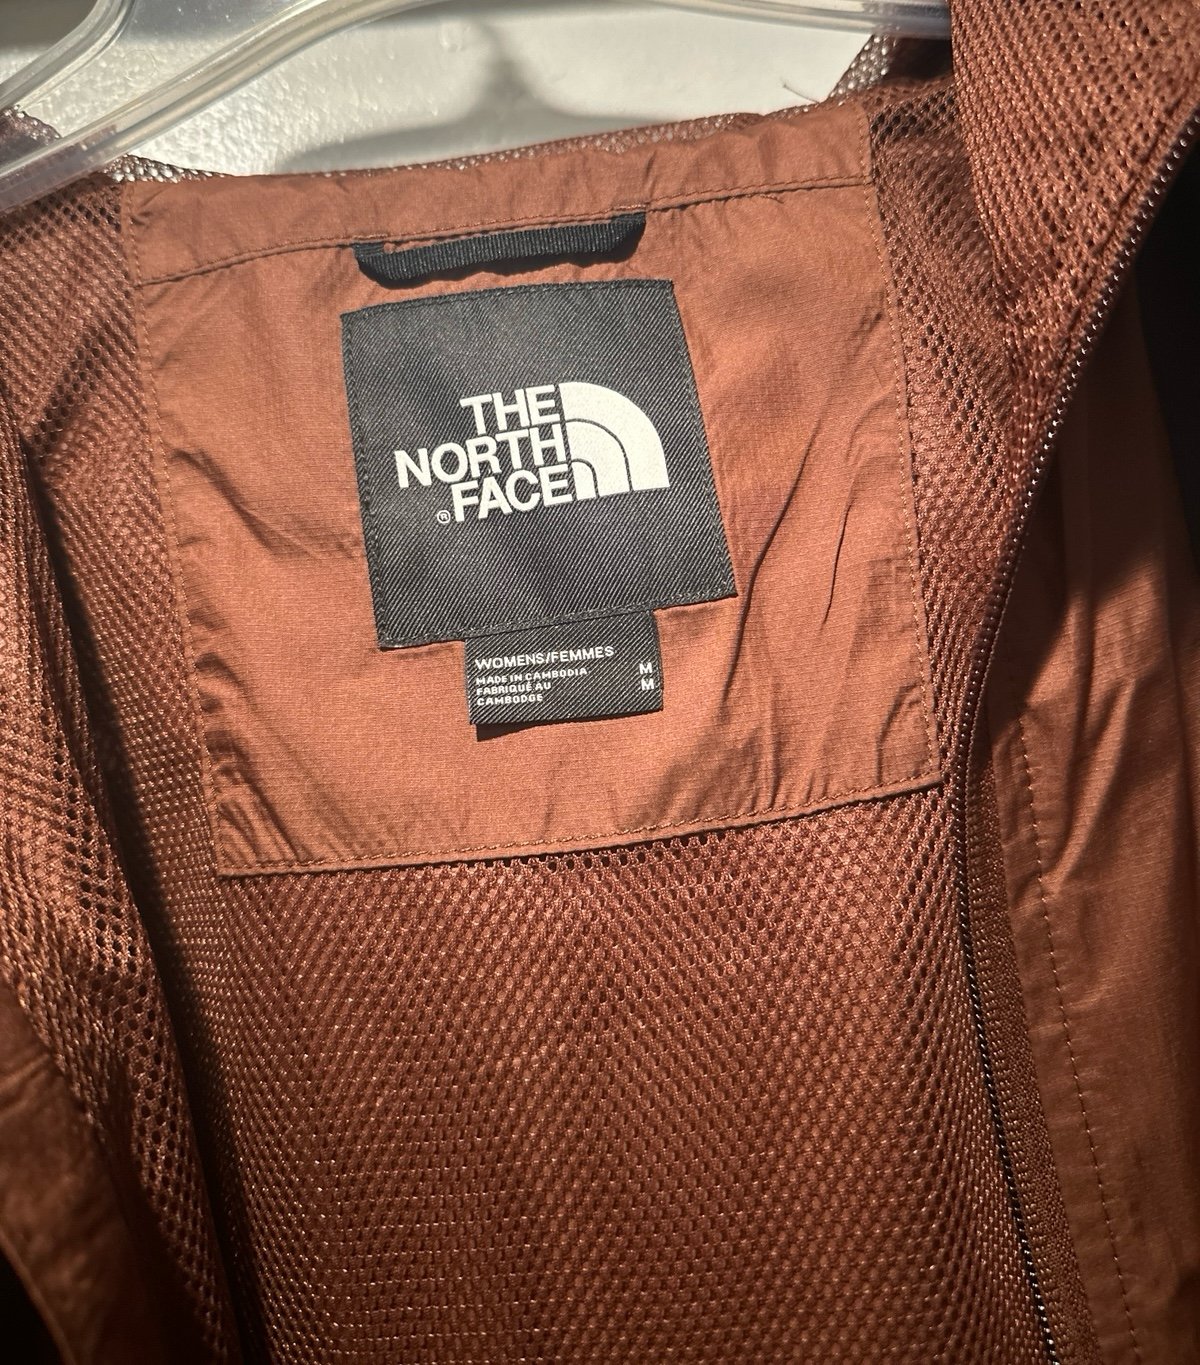 THE
NORTH
®FACE
WOMENS/FEMMES
MADE IN CAMBODIA M
FABRIQUÉ AU M
CAMBODGE